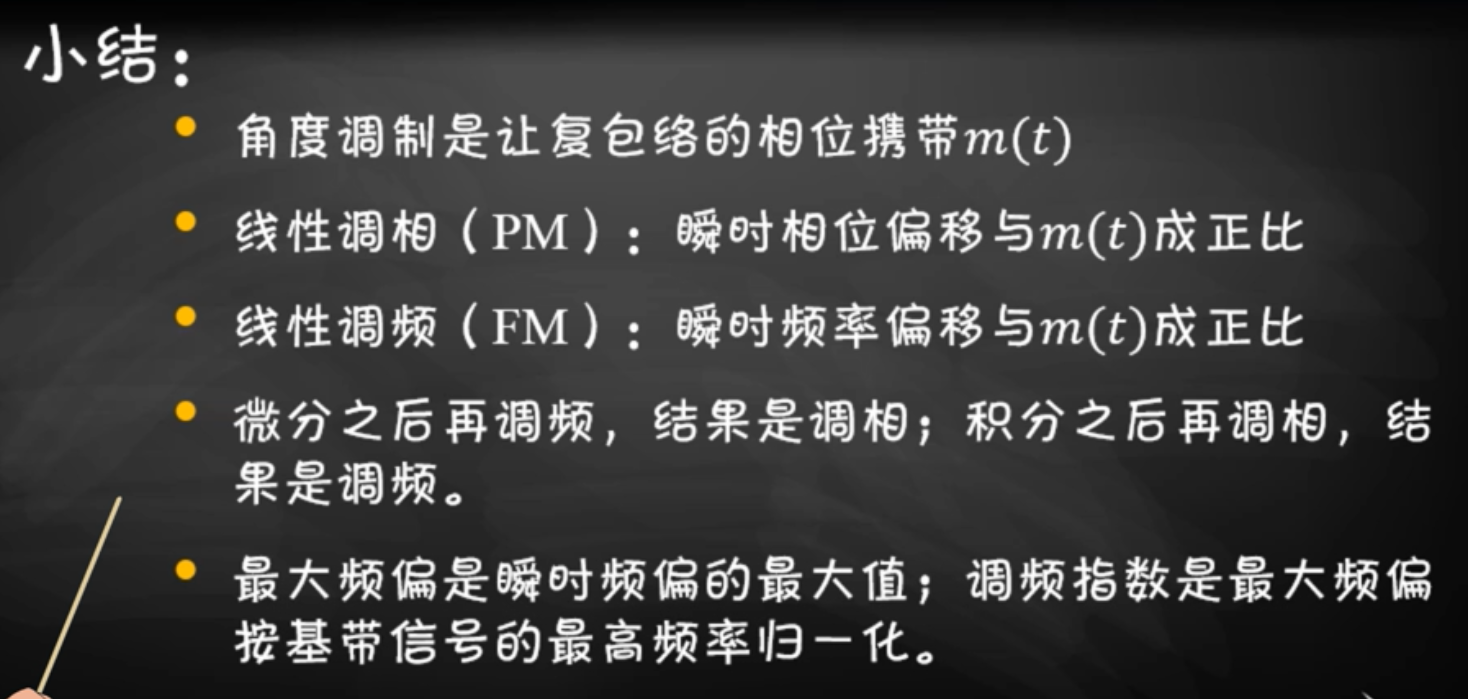 小结：
角度调制是让复包络的相位携带m(t)
线性调相（PM）：瞬时相位偏移与m(t)成正比
线性调频（FM）：瞬时频率偏移与m(t)成正比
微分之后再调频，结果是调相；积分之后再调相，结
果是调频。
最大频偏是瞬时频偏的最大值；调频指数是最大频偏
按基带信号的最高频率归一化。